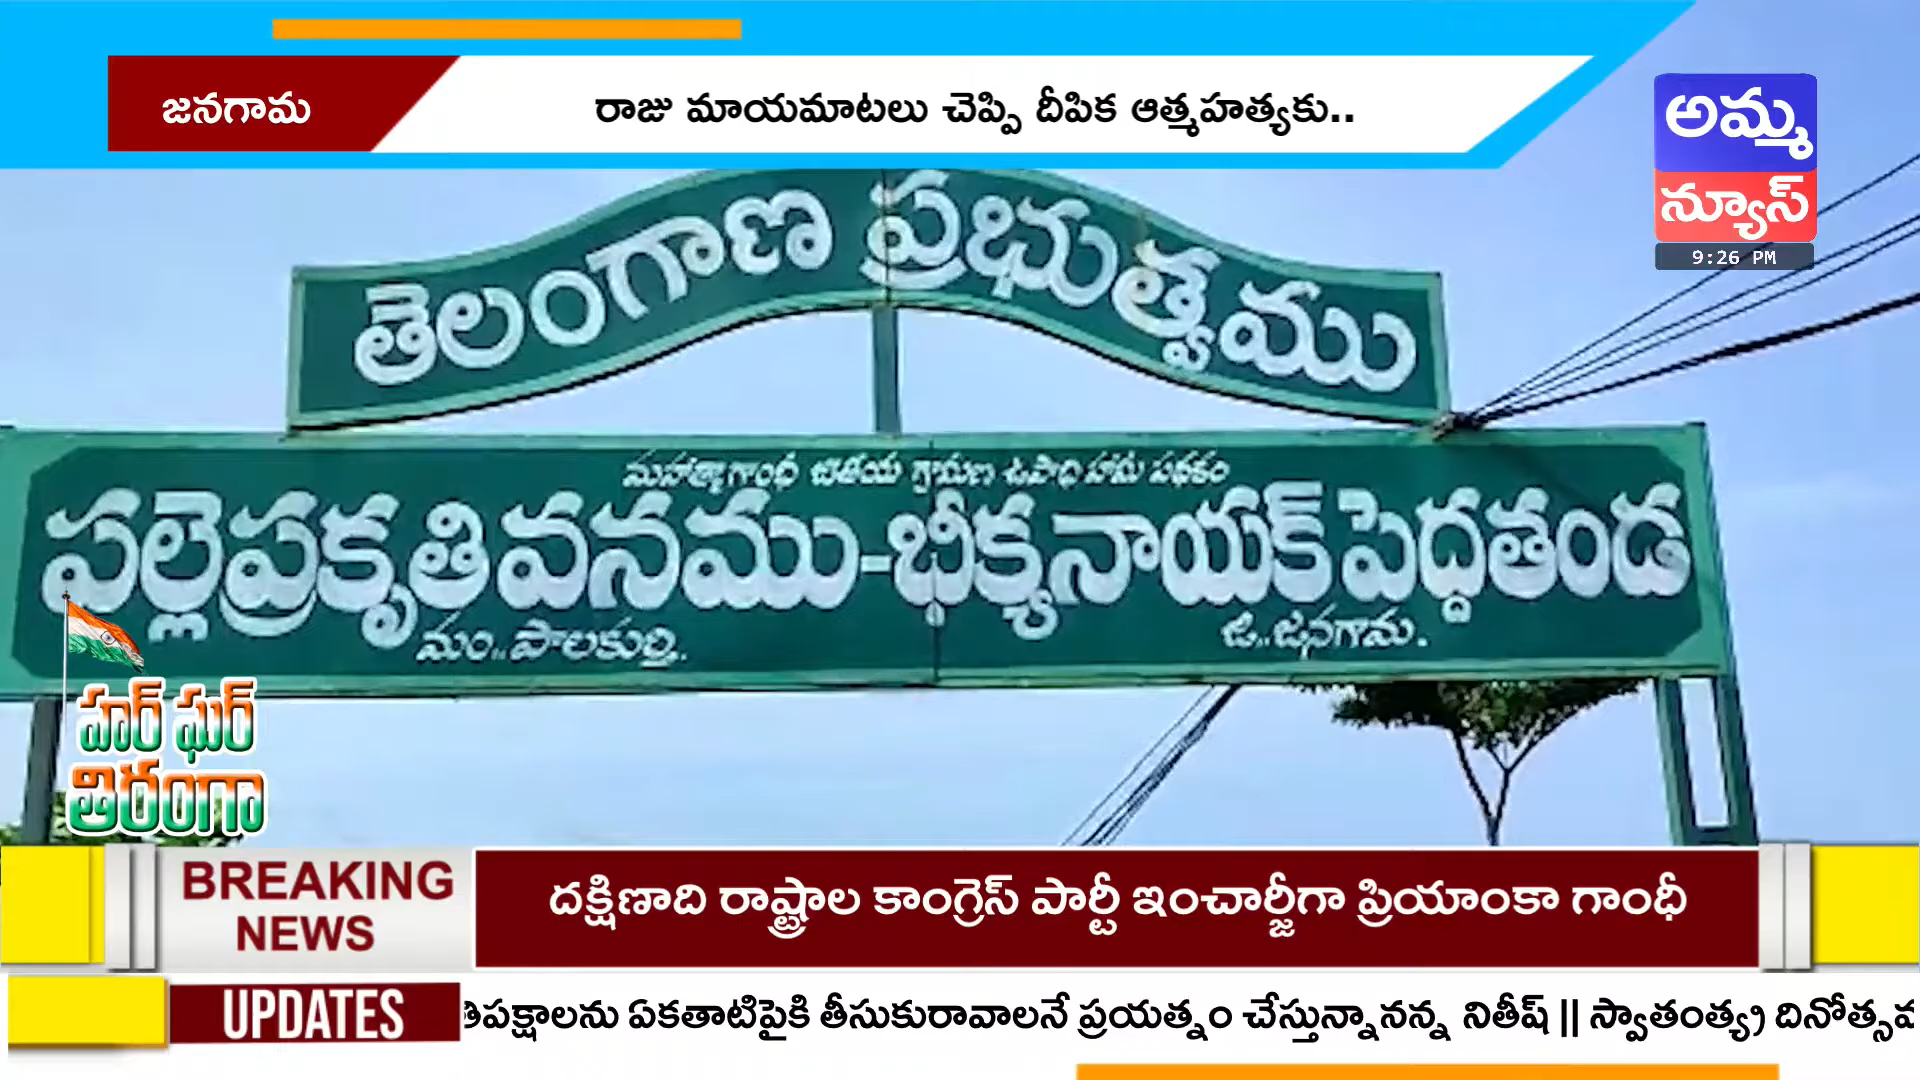 జనగామ
రాజు మాయమాటలు చెప్పి దీపిక ఆత్మహత్యకు..
అమ్మ
న్యూస్
9:26 PM
తెలంగాణ ప్రభుత్వము
మహాత్మాగాంధీ జాతీయ గ్రామీణ ఉపాధి హామీ పథకం
పల్లెప్రకృతివనము-భీక్యనాయక్ పెద్దతండ
మం..పాలకుర్తి.
జి..జనగామ.
హర్ ఘర్
తిరంగా
BREAKING
NEWS
దక్షిణాది రాష్ట్రాల కాంగ్రెస్ పార్టీ ఇంచార్జీగా ప్రియాంకా గాంధీ
UPDATES
తిపక్షాలను ఏకతాటిపైకి తీసుకురావాలనే ప్రయత్నం చేస్తున్నానన్న నితీష్ || స్వాతంత్య్ర దినోత్సవ